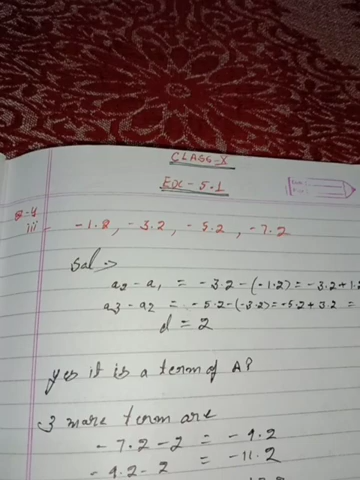 CLASS-X
EX-5.1
Q-4
iii - -1.2, -3.2, -5.2, -7.2
Sol :->
a2 - a1 = -3.2-(-1.2)=-3.2+1.2
a3-a2 = -5.2-(-3.2)=-5.2+3.2=
d = 2
yes it is a term of AP
3 more term are
-7.2-2 = -9.2
-9.2-2 = -11.2